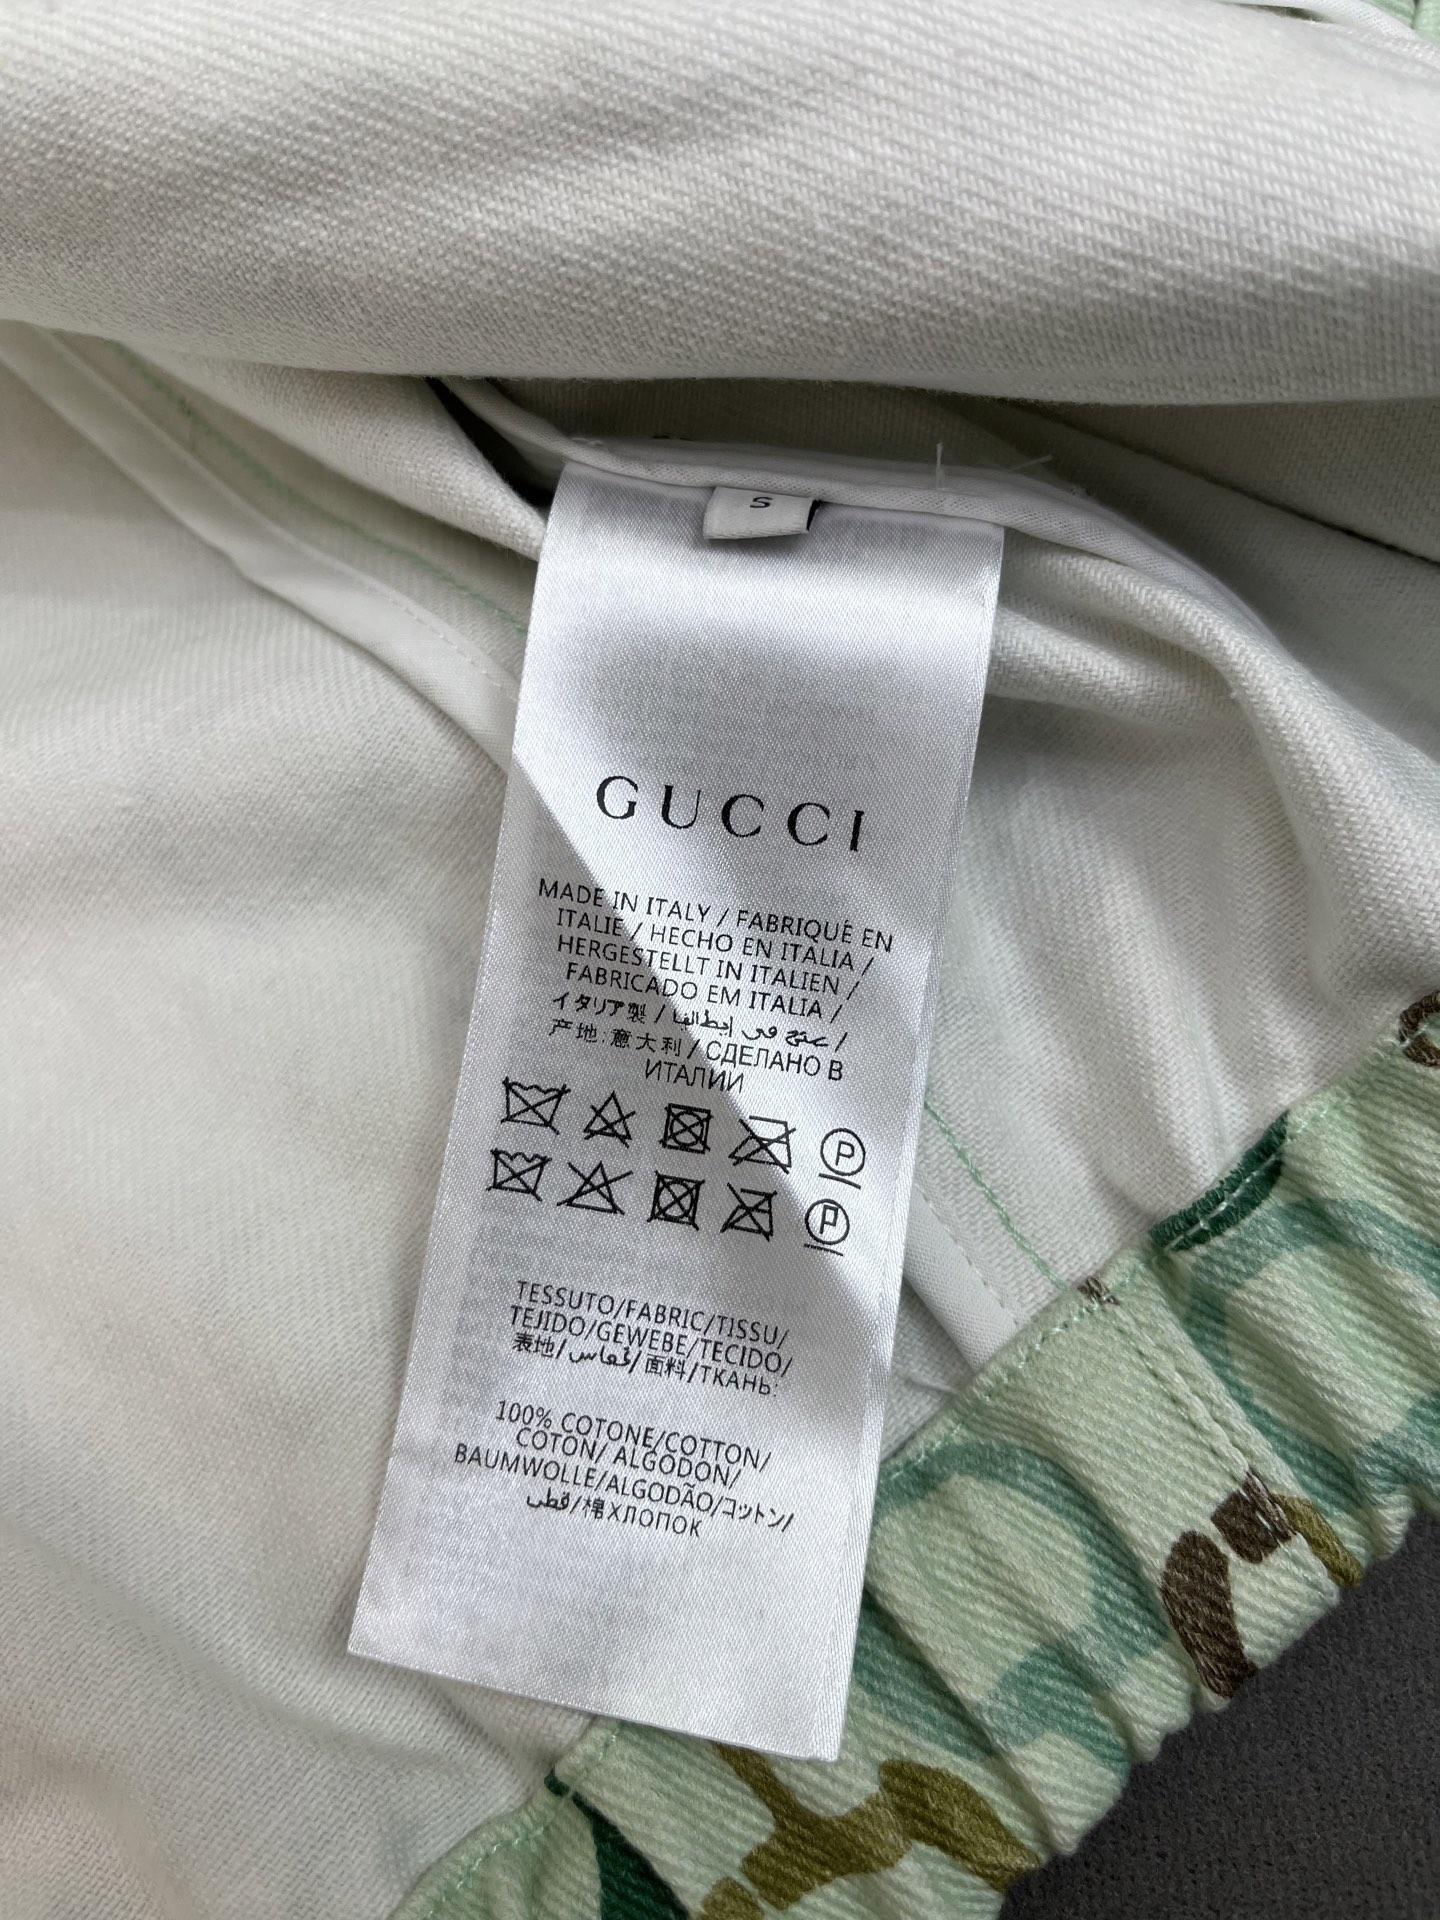 S
GUCCI
MADE IN ITALY / FABRIQUÉ EN
ITALIE / HECHO EN ITALIA /
HERGESTELLT IN ITALIEN /
FABRICADO EM ITALIA /
イタリア製 / في إيطاليا /
产地:意大利 / СДЕЛАНО В
ИТАЛИИ
P
P
TESSUTO/FABRIC/TISSU/
TEJIDO/GEWEBE/TECIDO/
表地/قماس/面料/ТКАНЬ:
100% COTONE/COTTON/
COTON/ ALGODON/
BAUMWOLLE/ALGODÃO/コットン/
قطن/棉ХЛОПОК